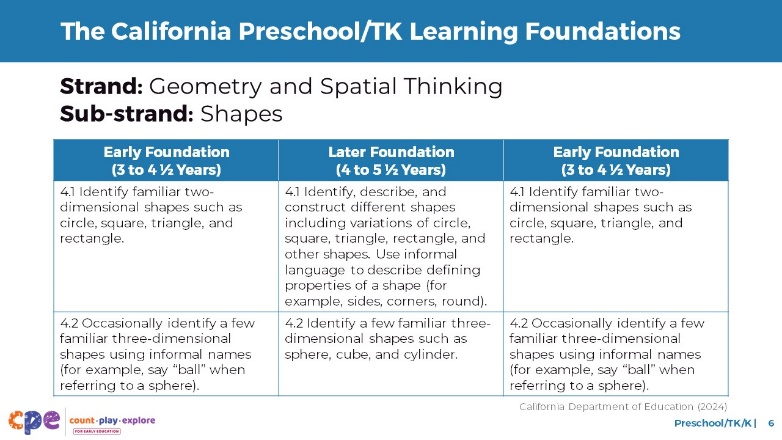 The California Preschool/TK Learning Foundations
Strand: Geometry and Spatial Thinking
Sub-strand: Shapes
Early Foundation
(3 to 4 ½ Years)
Later Foundation
(4 to 5 ½ Years)
Early Foundation
(3 to 4 ½ Years)
4.1 Identify familiar two-
dimensional shapes such as
circle, square, triangle, and
rectangle.
4.1 Identify, describe, and
construct different shapes
including variations of circle,
square, triangle, rectangle, and
other shapes. Use informal
language to describe defining
properties of a shape (for
example, sides, corners, round).
4.1 Identify familiar two-
dimensional shapes such as
circle, square, triangle, and
rectangle.
4.2 Occasionally identify a few
familiar three-dimensional
shapes using informal names
(for example, say “ball” when
referring to a sphere).
4.2 Identify a few familiar three-
dimensional shapes such as
sphere, cube, and cylinder.
4.2 Occasionally identify a few
familiar three-dimensional
shapes using informal names
(for example, say “ball” when
referring to a sphere).
California Department of Education (2024)
cpe
count·play·explore
FOR EARLY EDUCATION
Preschool/TK/K | 6